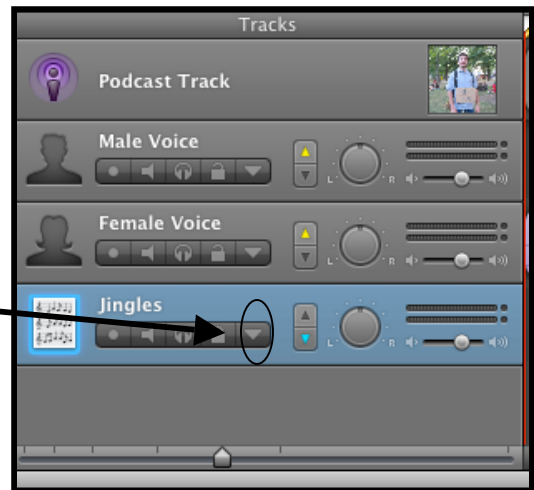 Tracks
Podcast Track
Male Voice
L R
Female Voice
L R
Jingles
L R